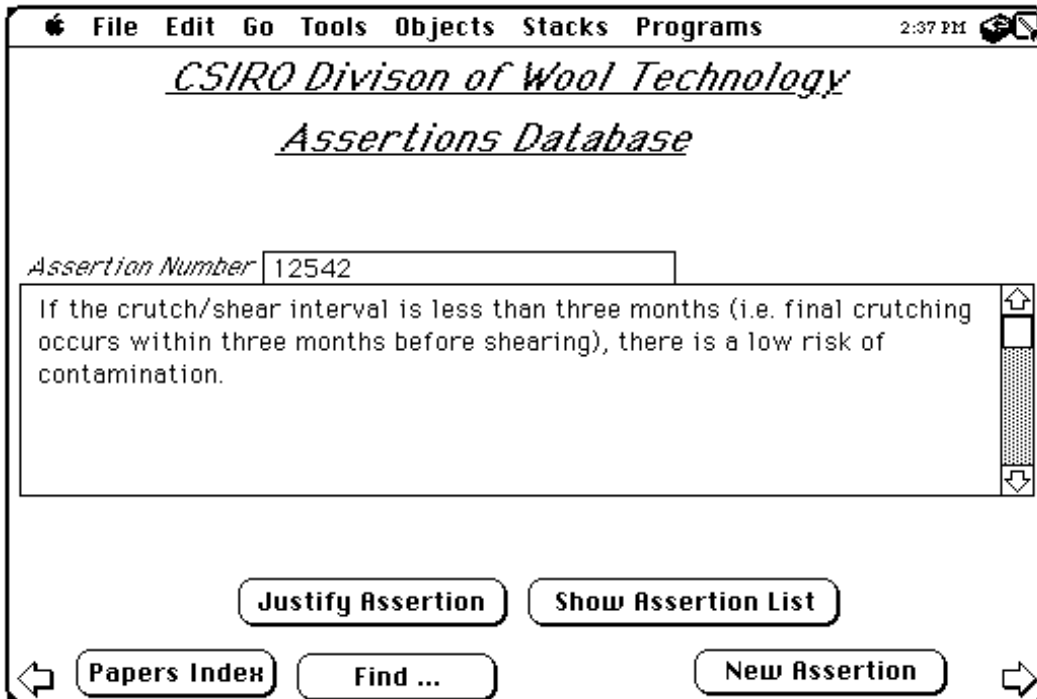 File Edit Go Tools Objects Stacks Programs 2:37 PM
CSIRO Divison of Wool Technology
Assertions Database
Assertion Number 12542
If the crutch/shear interval is less than three months (i.e. final crutching
occurs within three months before shearing), there is a low risk of
contamination.
Justify Assertion Show Assertion List
Papers Index Find ... New Assertion